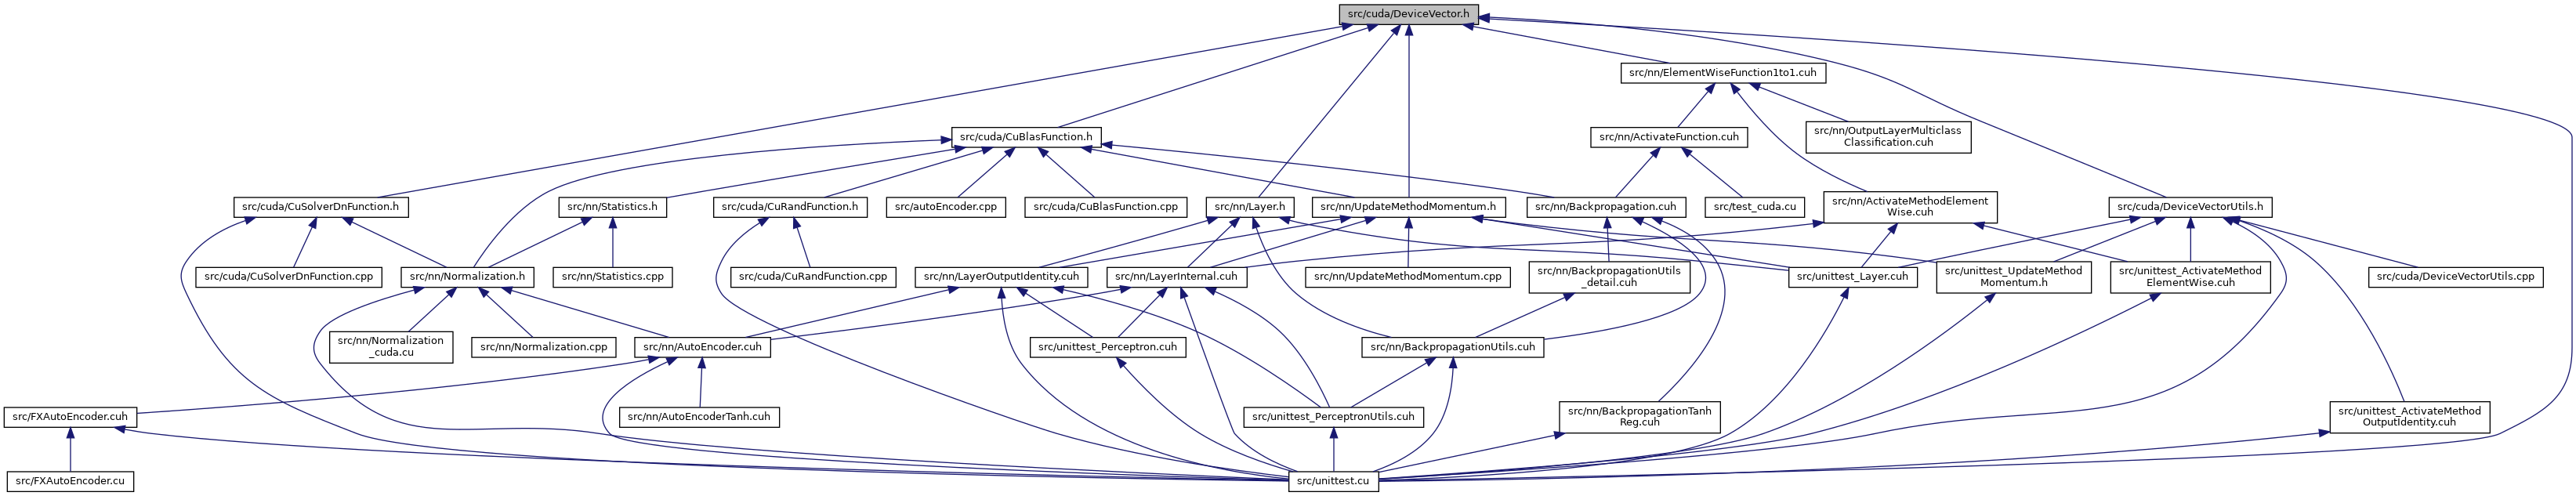 src/cuda/DeviceVector.h
src/nn/ElementWiseFunction1to1.cuh
src/cuda/CuBlasFunction.h
src/nn/ActivateFunction.cuh
src/nn/OutputLayerMulticlass
Classification.cuh
src/cuda/CuSolverDnFunction.h
src/nn/Statistics.h
src/cuda/CuRandFunction.h
src/autoEncoder.cpp
src/cuda/CuBlasFunction.cpp
src/nn/Layer.h
src/nn/UpdateMethodMomentum.h
src/nn/Backpropagation.cuh
src/test_cuda.cu
src/nn/ActivateMethodElement
Wise.cuh
src/cuda/DeviceVectorUtils.h
src/cuda/CuSolverDnFunction.cpp
src/nn/Normalization.h
src/nn/Statistics.cpp
src/cuda/CuRandFunction.cpp
src/nn/LayerOutputIdentity.cuh
src/nn/LayerInternal.cuh
src/nn/UpdateMethodMomentum.cpp
src/nn/BackpropagationUtils
_detail.cuh
src/unittest_Layer.cuh
src/unittest_UpdateMethod
Momentum.h
src/unittest_ActivateMethod
ElementWise.cuh
src/cuda/DeviceVectorUtils.cpp
src/nn/Normalization
_cuda.cu
src/nn/Normalization.cpp
src/nn/AutoEncoder.cuh
src/unittest_Perceptron.cuh
src/nn/BackpropagationUtils.cuh
src/FXAutoEncoder.cuh
src/nn/AutoEncoderTanh.cuh
src/unittest_PerceptronUtils.cuh
src/nn/BackpropagationTanh
Reg.cuh
src/unittest_ActivateMethod
OutputIdentity.cuh
src/FXAutoEncoder.cu
src/unittest.cu